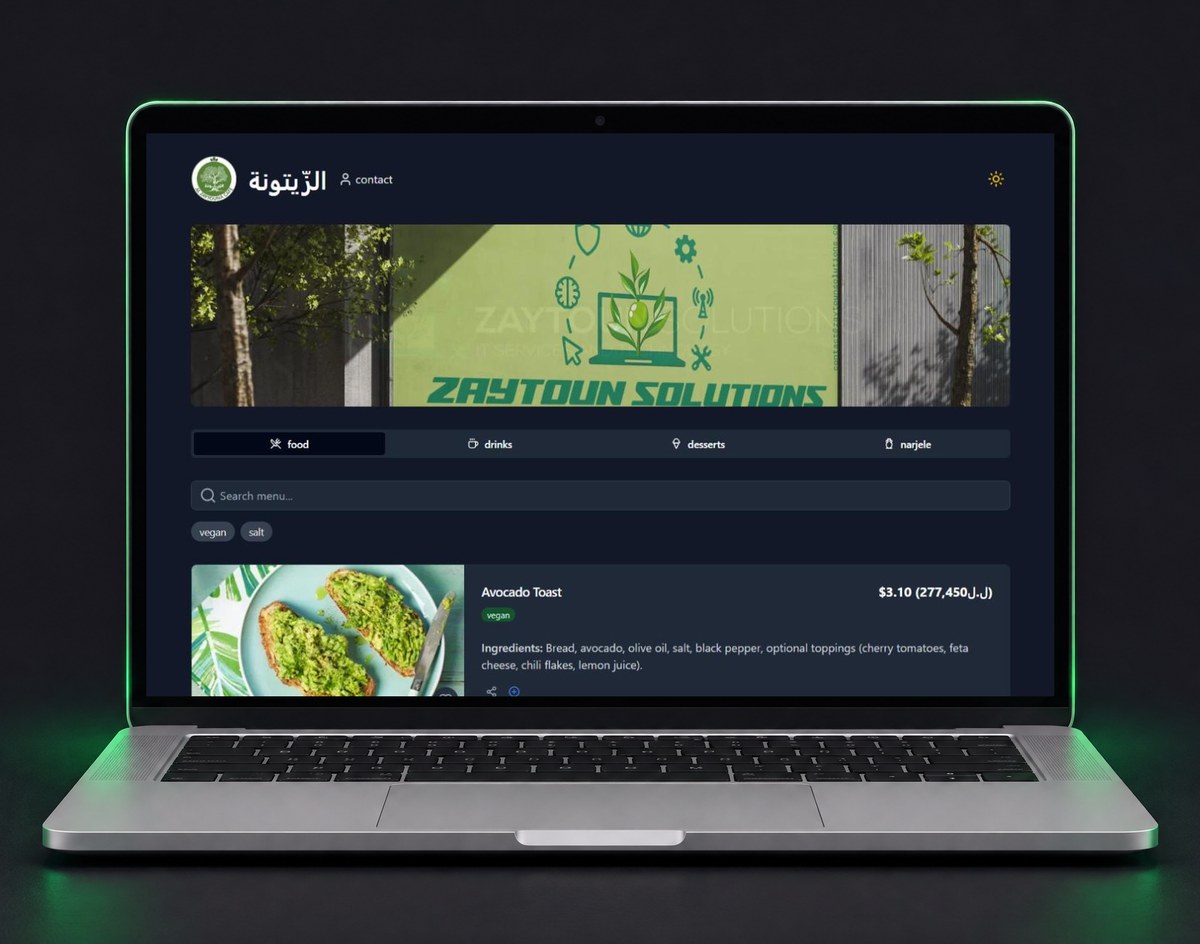 الزّيتونة
contact
ZAYTO OLUTIONS
ZAYTOUN SOLUTIONS
food
drinks
desserts
narjele
Search menu...
vegan
salt
Avocado Toast
$3.10 (277,450ل.ل)
vegan
Ingredients: Bread, avocado, olive oil, salt, black pepper, optional toppings (cherry tomatoes, feta
cheese, chili flakes, lemon juice).